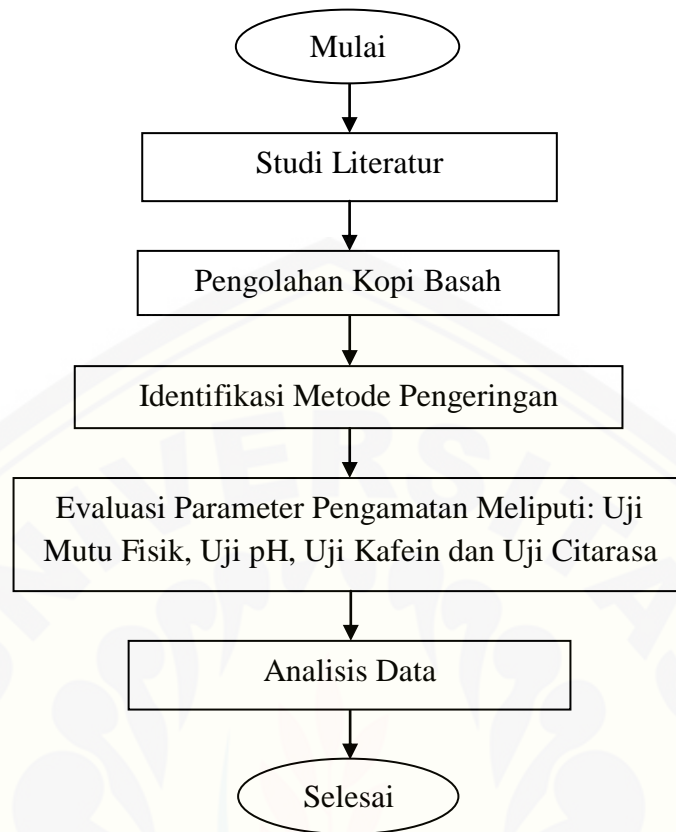 Mulai
Studi Literatur
Pengolahan Kopi Basah
Identifikasi Metode Pengeringan
UNIVERSITAS
Evaluasi Parameter Pengamatan Meliputi: Uji
Mutu Fisik, Uji pH, Uji Kafein dan Uji Citarasa
Analisis Data
Selesai